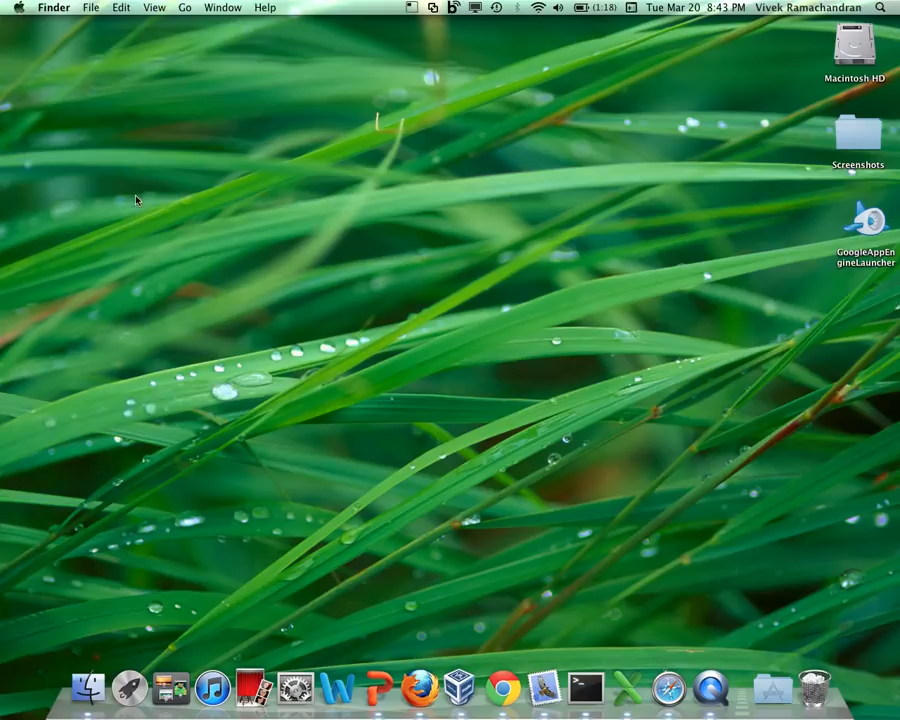 Finder File Edit View Go Window Help (1:18) Tue Mar 20 8:43 PM Vivek Ramachandran
Macintosh HD
Screenshots
GoogleAppEn
gineLauncher